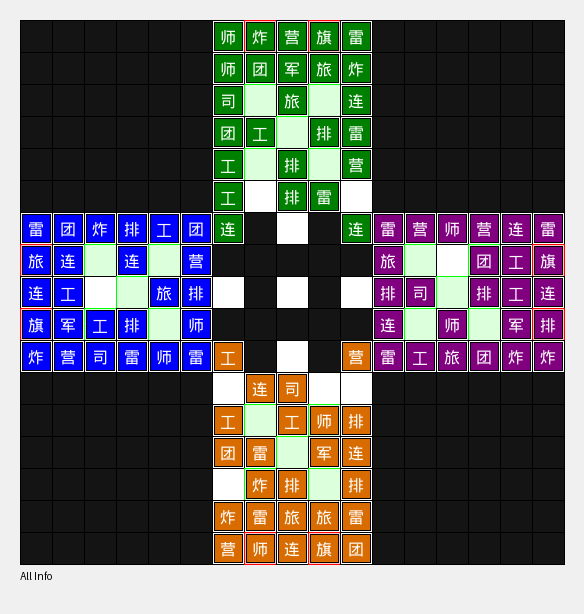 师 炸 营 旗 雷
师 团 军 旅 炸
司 旅 连
团 工 排 雷
工 排 营
工 排 雷
雷 团 炸 排 工 团 连 连 雷 营 师 营 连 雷
旅 连 连 营 旅 团 工 旗
连 工 旅 排 排 司 排 工 连
旗 军 工 排 师 连 师 军 排
炸 营 司 雷 师 雷 工 营 雷 工 旅 团 炸 炸
连 司
工 工 师 排
团 雷 军 连
炸 排 排
炸 雷 旅 旅 雷
营 师 连 旗 团
All Info